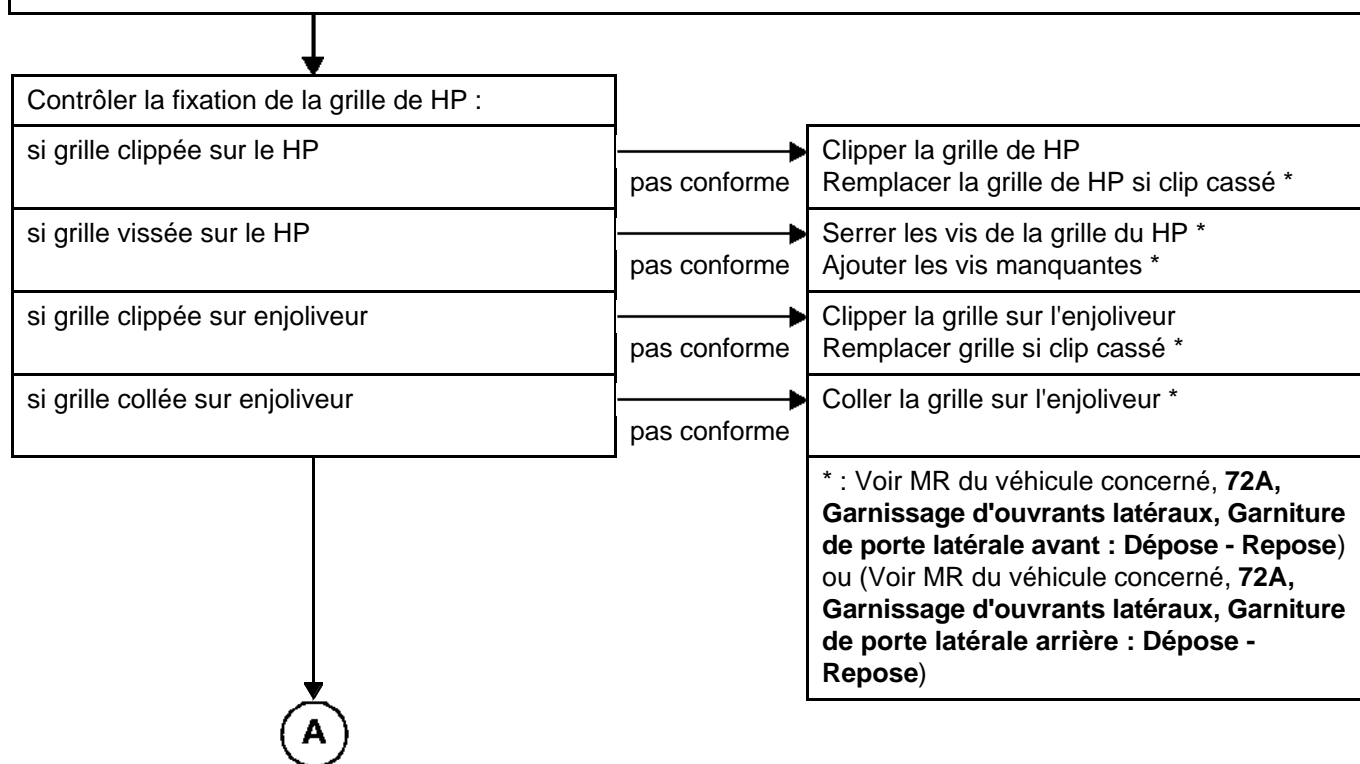 Contrôler la fixation de la grille de HP :
si grille clippée sur le HP
pas conforme
Clipper la grille de HP
Remplacer la grille de HP si clip cassé *
si grille vissée sur le HP
pas conforme
Serrer les vis de la grille du HP *
Ajouter les vis manquantes *
si grille clippée sur enjoliveur
pas conforme
Clipper la grille sur l'enjoliveur
Remplacer grille si clip cassé *
si grille collée sur enjoliveur
pas conforme
Coller la grille sur l'enjoliveur *
* : Voir MR du véhicule concerné, 72A,
Garnissage d'ouvrants latéraux, Garniture
de porte latérale avant : Dépose - Repose)
ou (Voir MR du véhicule concerné, 72A,
Garnissage d'ouvrants latéraux, Garniture
de porte latérale arrière : Dépose -
Repose)
A